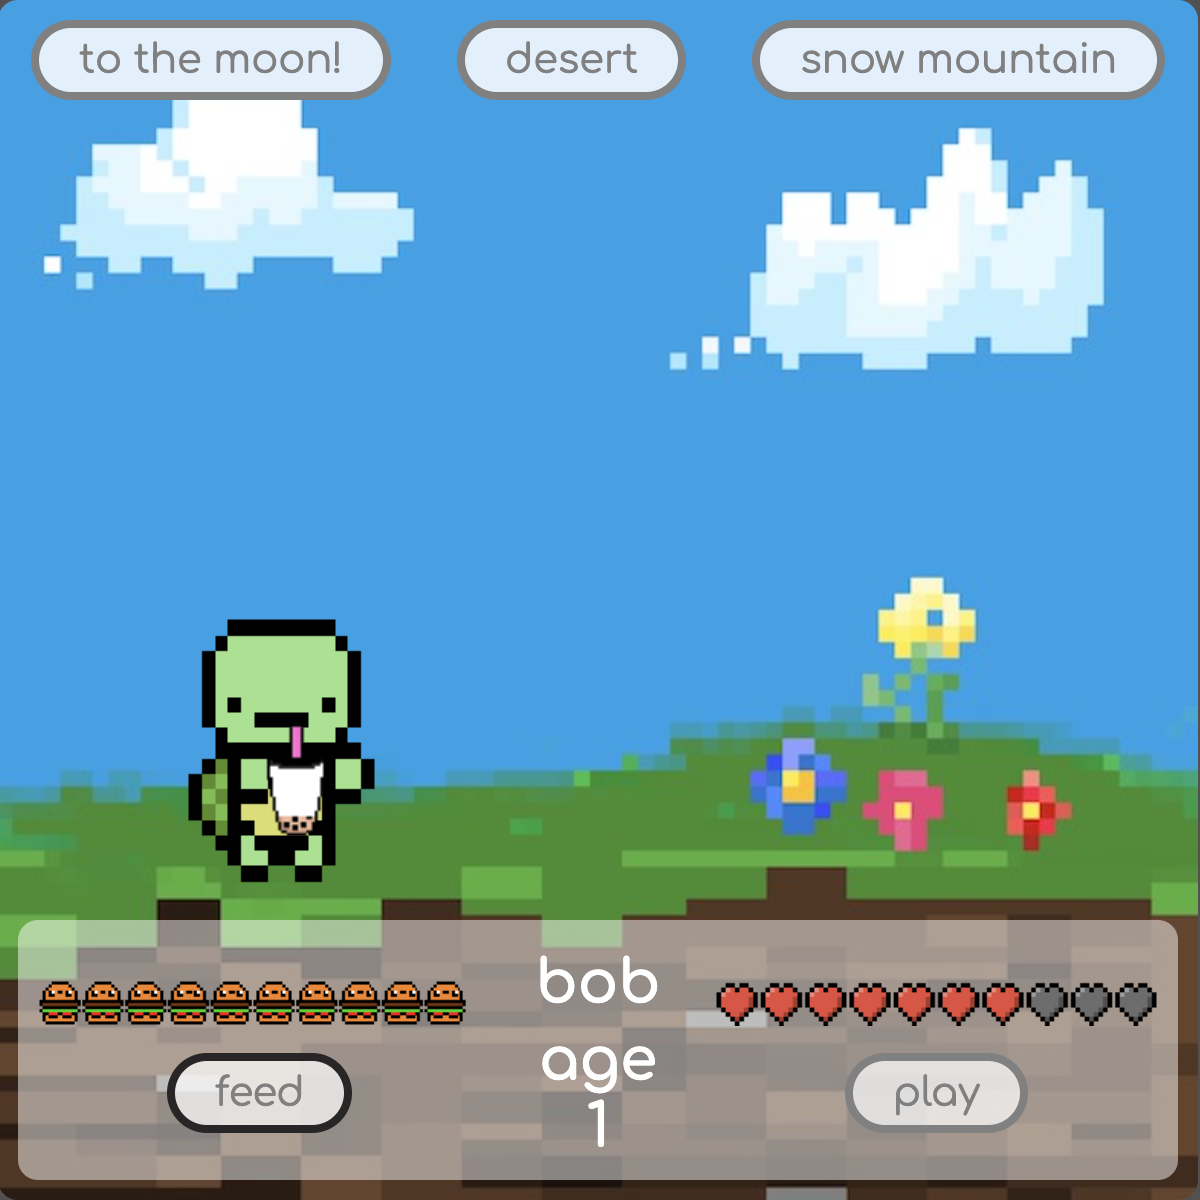 to the moon!
desert
snow mountain
bob
age
1
feed
play